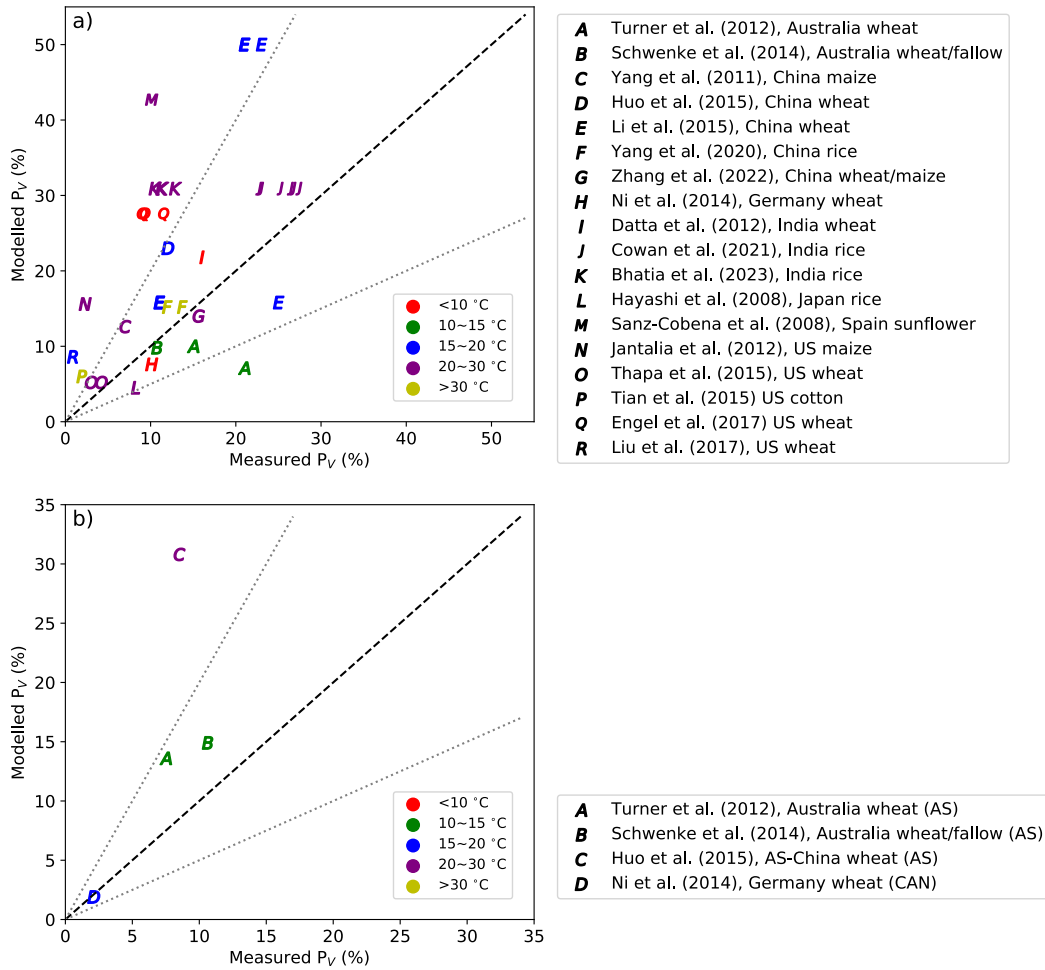 a)
50
40
30
20
10
0
0 10 20 30 40 50
Modelled P_V (%)
Measured P_V (%)
E E E
M
K K K K J J J J J J
Q Q Q
D I
N E F F E
C G
R B A
H A
P O O L
<10 °C
10~15 °C
15~20 °C
20~30 °C
>30 °C
A Turner et al. (2012), Australia wheat
B Schwenke et al. (2014), Australia wheat/fallow
C Yang et al. (2011), China maize
D Huo et al. (2015), China wheat
E Li et al. (2015), China wheat
F Yang et al. (2020), China rice
G Zhang et al. (2022), China wheat/maize
H Ni et al. (2014), Germany wheat
I Datta et al. (2012), India wheat
J Cowan et al. (2021), India rice
K Bhatia et al. (2023), India rice
L Hayashi et al. (2008), Japan rice
M Sanz-Cobena et al. (2008), Spain sunflower
N Jantalia et al. (2012), US maize
O Thapa et al. (2015), US wheat
P Tian et al. (2015) US cotton
Q Engel et al. (2017) US wheat
R Liu et al. (2017), US wheat
b)
35
30
25
20
15
10
5
0
0 5 10 15 20 25 30 35
Modelled P_V (%)
Measured P_V (%)
C
A B
D
<10 °C
10~15 °C
15~20 °C
20~30 °C
>30 °C
A Turner et al. (2012), Australia wheat (AS)
B Schwenke et al. (2014), Australia wheat/fallow (AS)
C Huo et al. (2015), AS-China wheat (AS)
D Ni et al. (2014), Germany wheat (CAN)